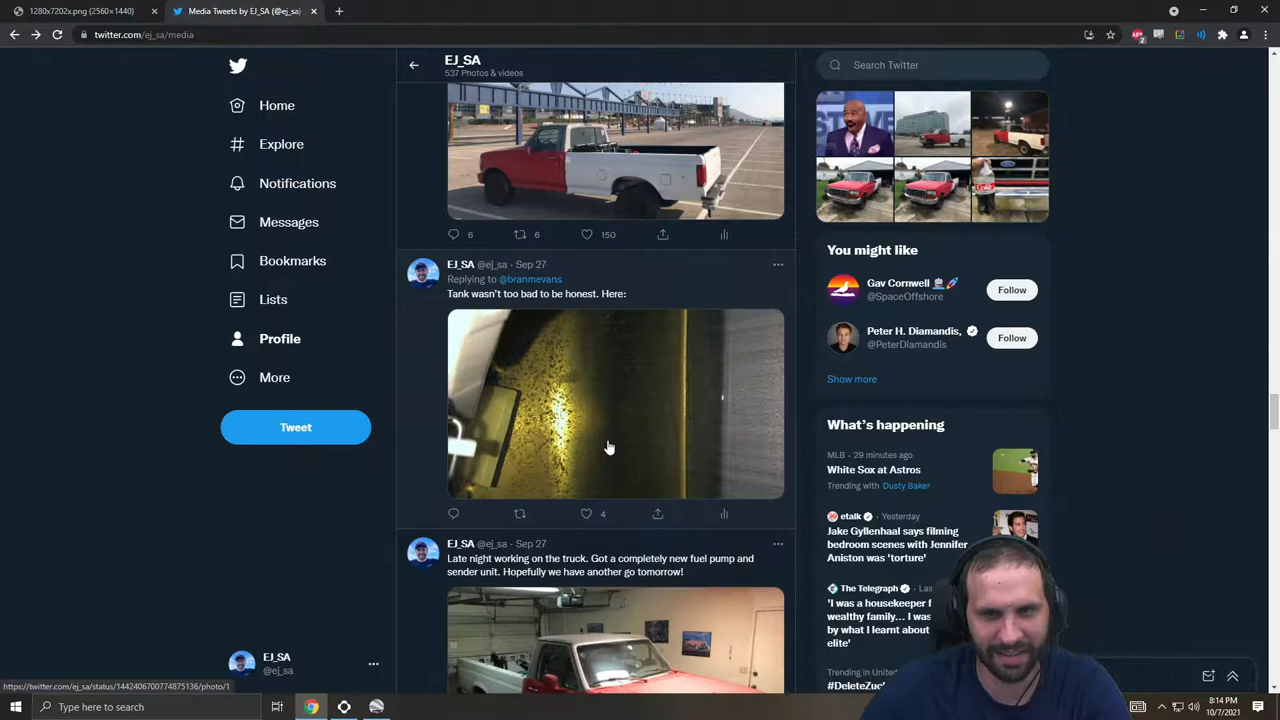 1280x7202x.png (2560×1440)
Media Tweets by EJ_SA (@ej_sa)
twitter.com/ej_sa/media
2
EJ_SA
537 Photos & videos
Search Twitter
Home
Explore
Notifications
Messages
Bookmarks
Lists
Profile
More
Tweet
6
6
150
EJ_SA @ej_sa · Sep 27
Replying to @branmevans
Tank wasn't too bad to be honest. Here:
4
EJ_SA @ej_sa · Sep 27
Late night working on the truck. Got a completely new fuel pump and
sender unit. Hopefully we have another go tomorrow!
You might like
Gav Cornwell
@SpaceOffshore
Follow
Peter H. Diamandis,
@PeterDiamandis
Follow
Show more
What's happening
MLB · 29 minutes ago
White Sox at Astros
Trending with Dusty Baker
etalk · Yesterday
Jake Gyllenhaal says filming
bedroom scenes with Jennifer
Aniston was 'torture'
The Telegraph · Las
'I was a housekeeper f
wealthy family... I was
by what I learnt about
elite'
Trending in Unite
#DeleteZuc
EJ_SA
@ej_sa
https://twitter.com/ej_sa/status/1442406700774875136/photo/1
Type here to search
8:14 PM
10/7/2021